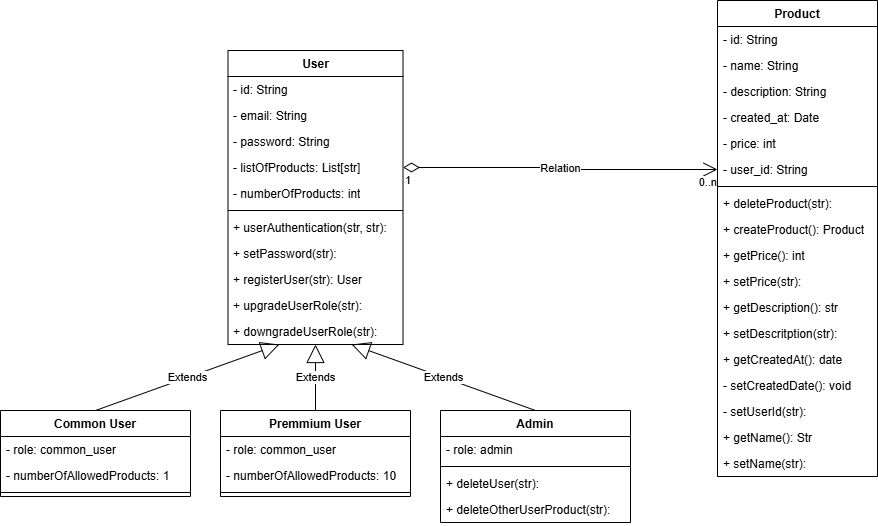 Product
- id: String
- name: String
- description: String
- created_at: Date
- price: int
- user_id: String
+ deleteProduct(str):
+ createProduct(): Product
+ getPrice(): int
+ setPrice(str):
+ getDescription(): str
+ setDescritption(str):
+ getCreatedAt(): date
- setCreatedDate(): void
- setUserId(str):
+ getName(): Str
+ setName(str):
User
- id: String
- email: String
- password: String
- listOfProducts: List[str]
- numberOfProducts: int
+ userAuthentication(str, str):
+ setPassword(str):
+ registerUser(str): User
+ upgradeUserRole(str):
+ downgradeUserRole(str):
1
Relation
0..n
Extends
Extends
Extends
Common User
- role: common_user
- numberOfAllowedProducts: 1
Premmium User
- role: common_user
- numberOfAllowedProducts: 10
Admin
- role: admin
+ deleteUser(str):
+ deleteOtherUserProduct(str):